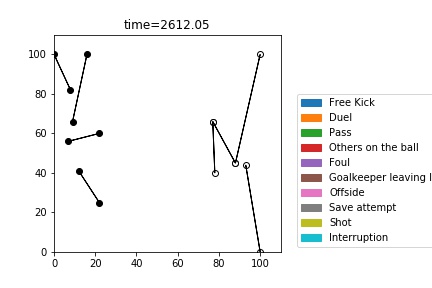 time=2612.05
100
80
60
40
20
0
0
20
40
60
80
100
Free Kick
Duel
Pass
Others on the ball
Foul
Goalkeeper leaving
Offside
Save attempt
Shot
Interruption